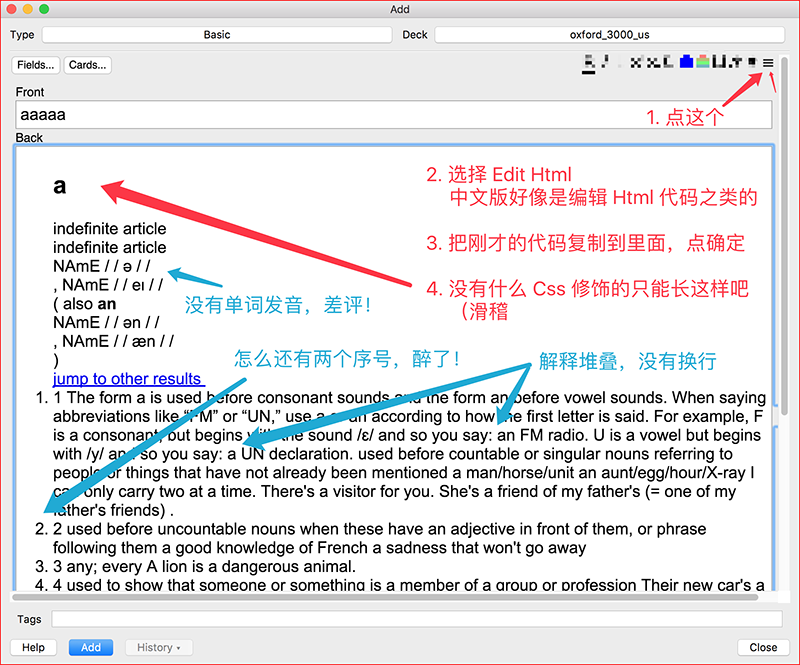 Add
Type Basic Deck oxford_3000_us
Fields... Cards...
1. 点这个
Front
aaaaa
Back
a
2. 选择 Edit Html
中文版好像是编辑 Html 代码之类的
3. 把刚才的代码复制到里面，点确定
4. 没有什么 Css 修饰的只能长这样吧
（滑稽
indefinite article
indefinite article
NAmE / / ə / /
, NAmE / / eɪ / /
( also an
NAmE / / ən / /
, NAmE / / æn / /
)
没有单词发音，差评！
怎么还有两个序号，醉了！
解释堆叠，没有换行
jump to other results
1. 1 The form a is used before consonant sounds and the form an before vowel sounds. When saying
abbreviations like “FM” or “UN,” use a or an according to how the first letter is said. For example, F
is a consonant, but begins with the sound /ɛ/ and so you say: an FM radio. U is a vowel but begins
with /y/ and so you say: a UN declaration. used before countable or singular nouns referring to
people or things that have not already been mentioned a man/horse/unit an aunt/egg/hour/X-ray I
can only carry two at a time. There's a visitor for you. She's a friend of my father's (= one of my
father's friends) .
2. 2 used before uncountable nouns when these have an adjective in front of them, or phrase
following them a good knowledge of French a sadness that won't go away
3. 3 any; every A lion is a dangerous animal.
4. 4 used to show that someone or something is a member of a group or profession Their new car's a
Tags
Help Add History Close